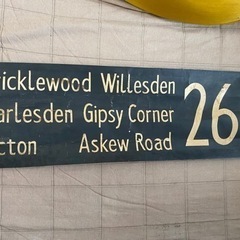 ricklewood Willesden
arlesden Gipsy Corner
cton Askew Road
26